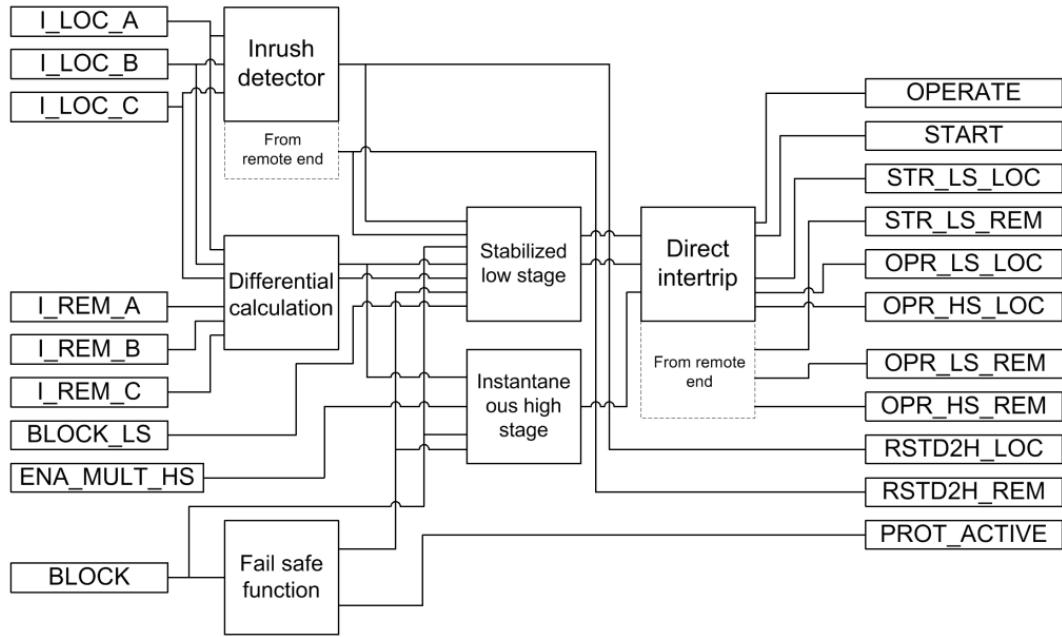 I_LOC_A
I_LOC_B
I_LOC_C
I_REM_A
I_REM_B
I_REM_C
BLOCK_LS
ENA_MULT_HS
BLOCK
Inrush
detector
From
remote end
Differential
calculation
Fail safe
function
Stabilized
low stage
Instantane
ous high
stage
Direct
intertrip
From remote
end
OPERATE
START
STR_LS_LOC
STR_LS_REM
OPR_LS_LOC
OPR_HS_LOC
OPR_LS_REM
OPR_HS_REM
RSTD2H_LOC
RSTD2H_REM
PROT_ACTIVE